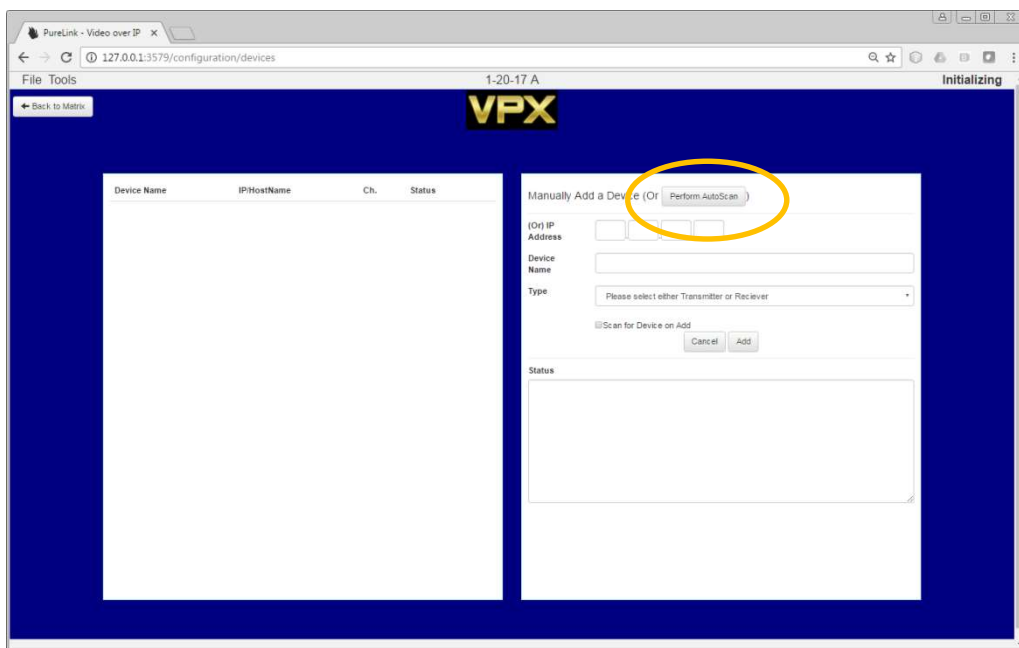 PureLink - Video over IP
127.0.0.1:3579/configuration/devices
File Tools 1-20-17 A Initializing
Back to Matrix
VPX
Device Name IP/HostName Ch. Status
Manually Add a Device (Or Perform AutoScan )
(Or) IP
Address
Device
Name
Type Please select either Transmitter or Reciever
Scan for Device on Add
Cancel Add
Status